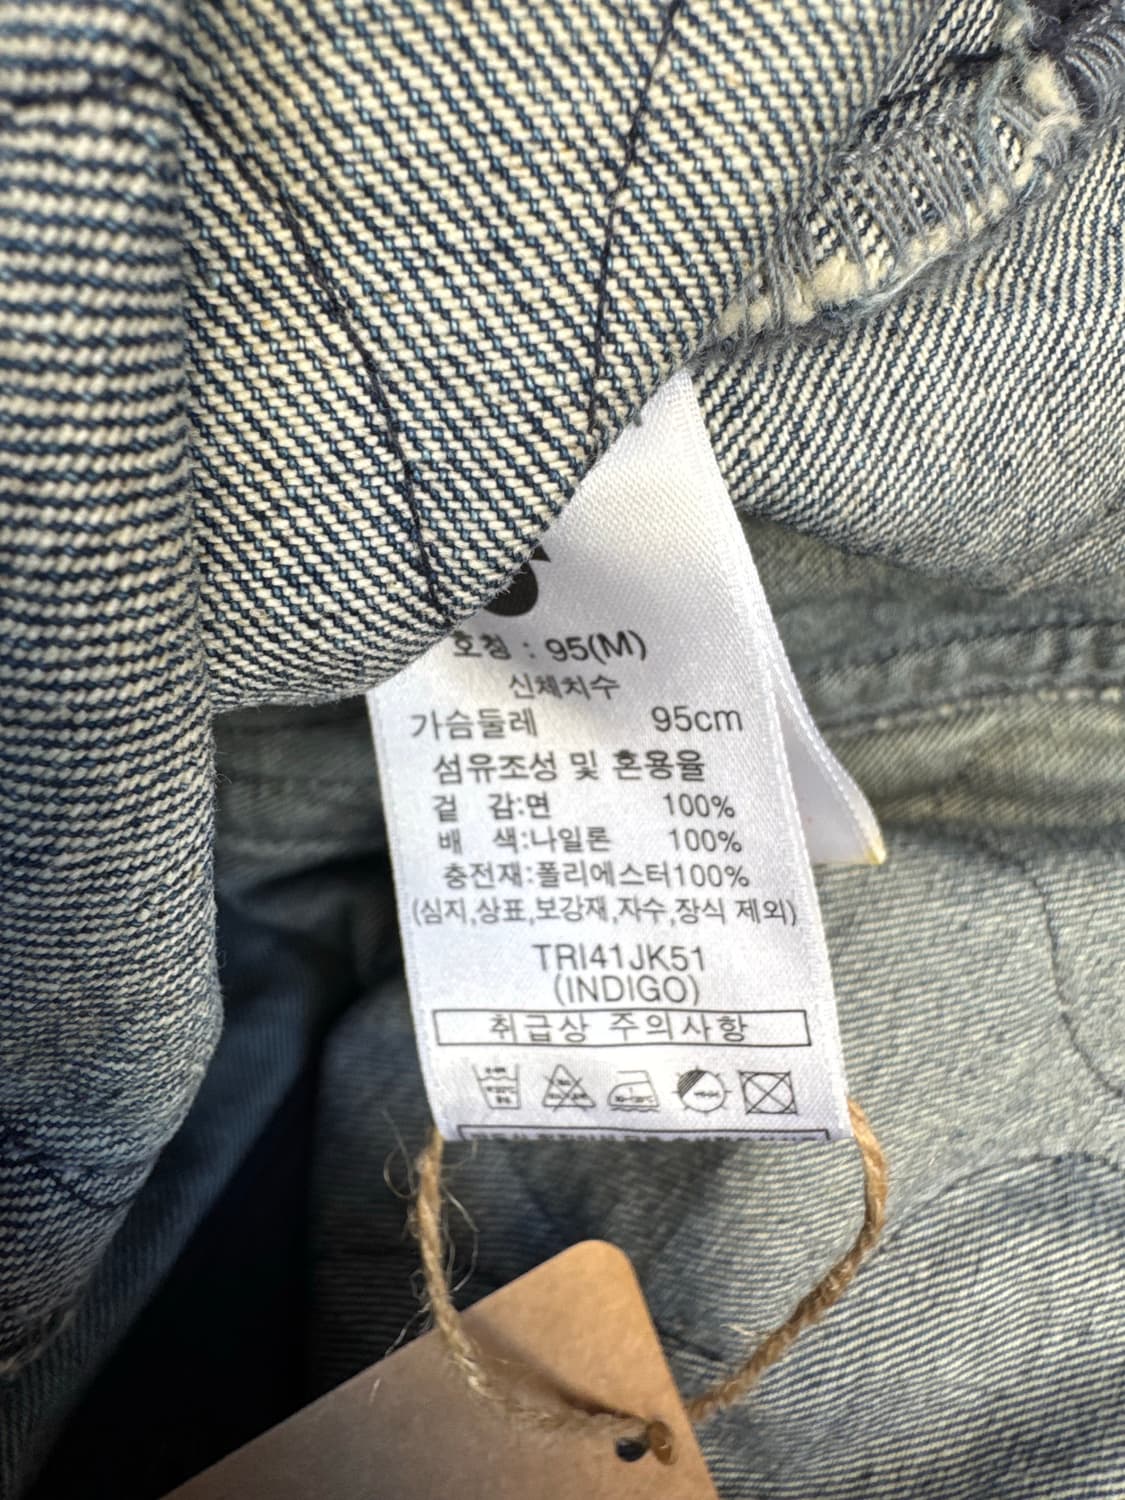 호칭 : 95(M)
신체치수
가슴둘레 95cm
섬유조성 및 혼용율
겉 감:면 100%
배 색:나일론 100%
충전재:폴리에스터100%
(심지,상표,보강재,자수,장식 제외)
TRI41JK51
(INDIGO)
취급상 주의사항